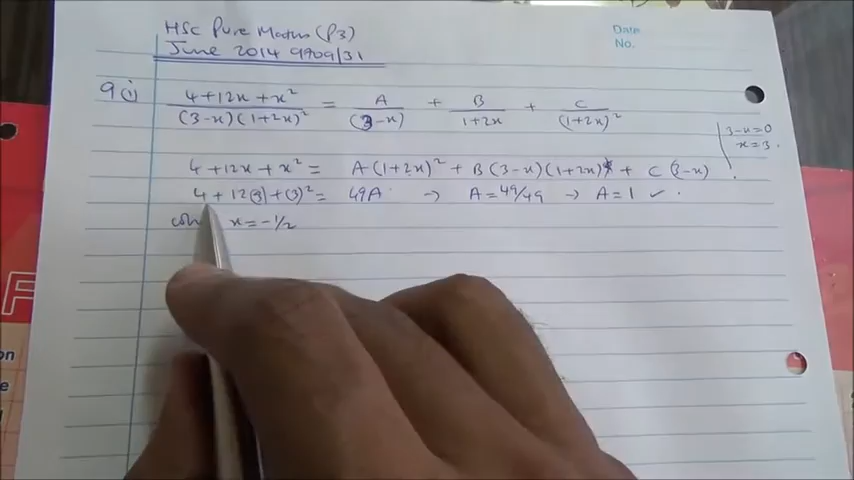 HSC Pure Maths (P3)
June 2014 9709/31
Date
No.
9(i) (4+12x+x²)/((3-x)(1+2x)²) = A/(3-x) + B/(1+2x) + C/(1+2x)²
3-x=0
x=3.
4+12x+x² = A(1+2x)² + B(3-x)(1+2x) + C(3-x)
4+12(3)+(3)² = 49A → A=49/49 → A=1 ✓.
x=-1/2
on